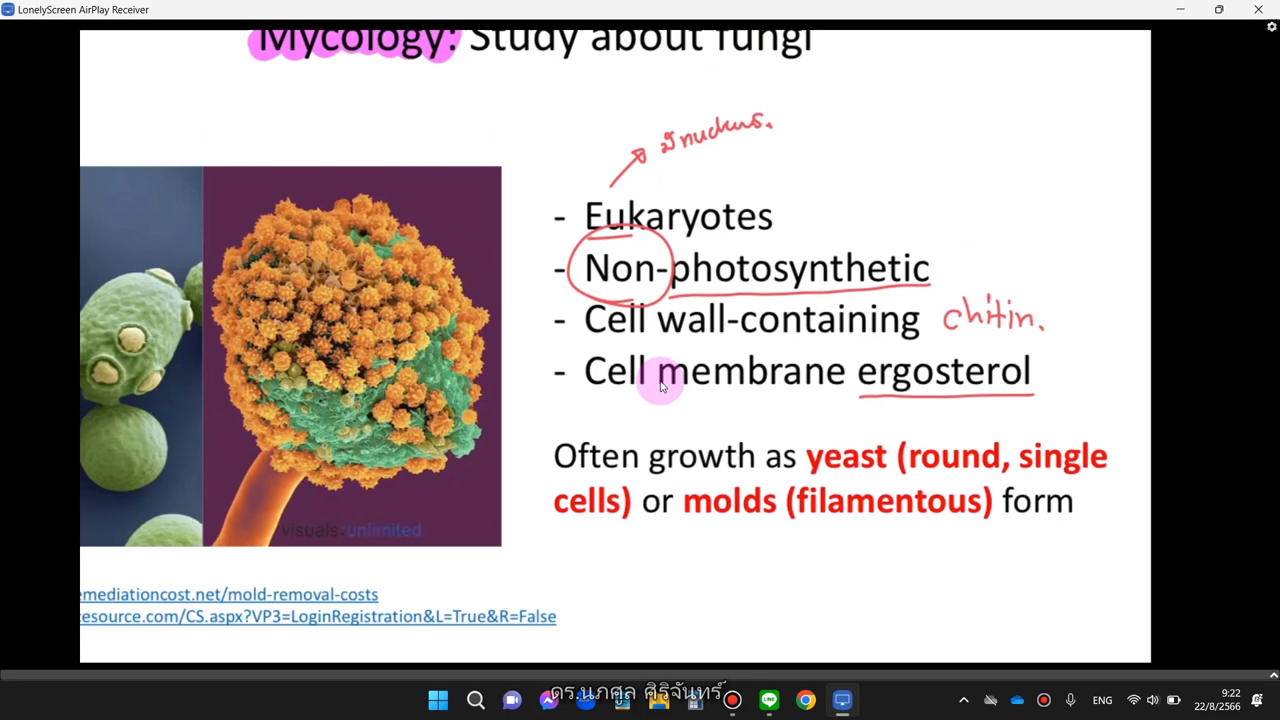 LonelyScreen AirPlay Receiver
Mycology: Study about fungi
มี nucleus.
- Eukaryotes
- Non-photosynthetic
- Cell wall-containing chitin.
- Cell membrane ergosterol
Often growth as yeast (round, single
cells) or molds (filamentous) form
visuals unlimited
emediationcost.net/mold-removal-costs
cesource.com/CS.aspx?VP3=LoginRegistration&L=True&R=False
ดร.นภศูล ศิริจันทร์
ENG
9:22
22/8/2566